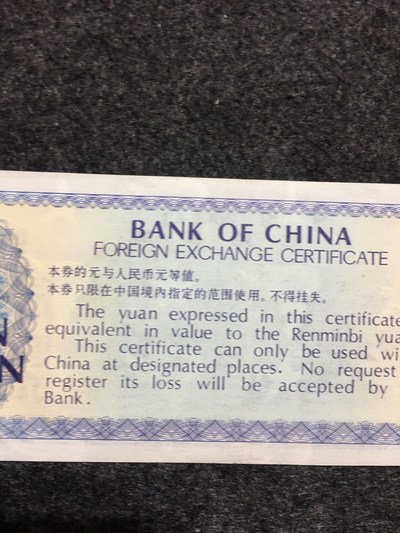 BANK OF CHINA
FOREIGN EXCHANGE CERTIFICATE
本券的元与人民币元等值。
本券只限在中国境内指定的范围使用。不得挂失。
The yuan expressed in this certificate
equivalent in value to the Renminbi yua
This certificate can only be used wi
China at designated places. No request
register its loss will be accepted by
Bank.
N
N